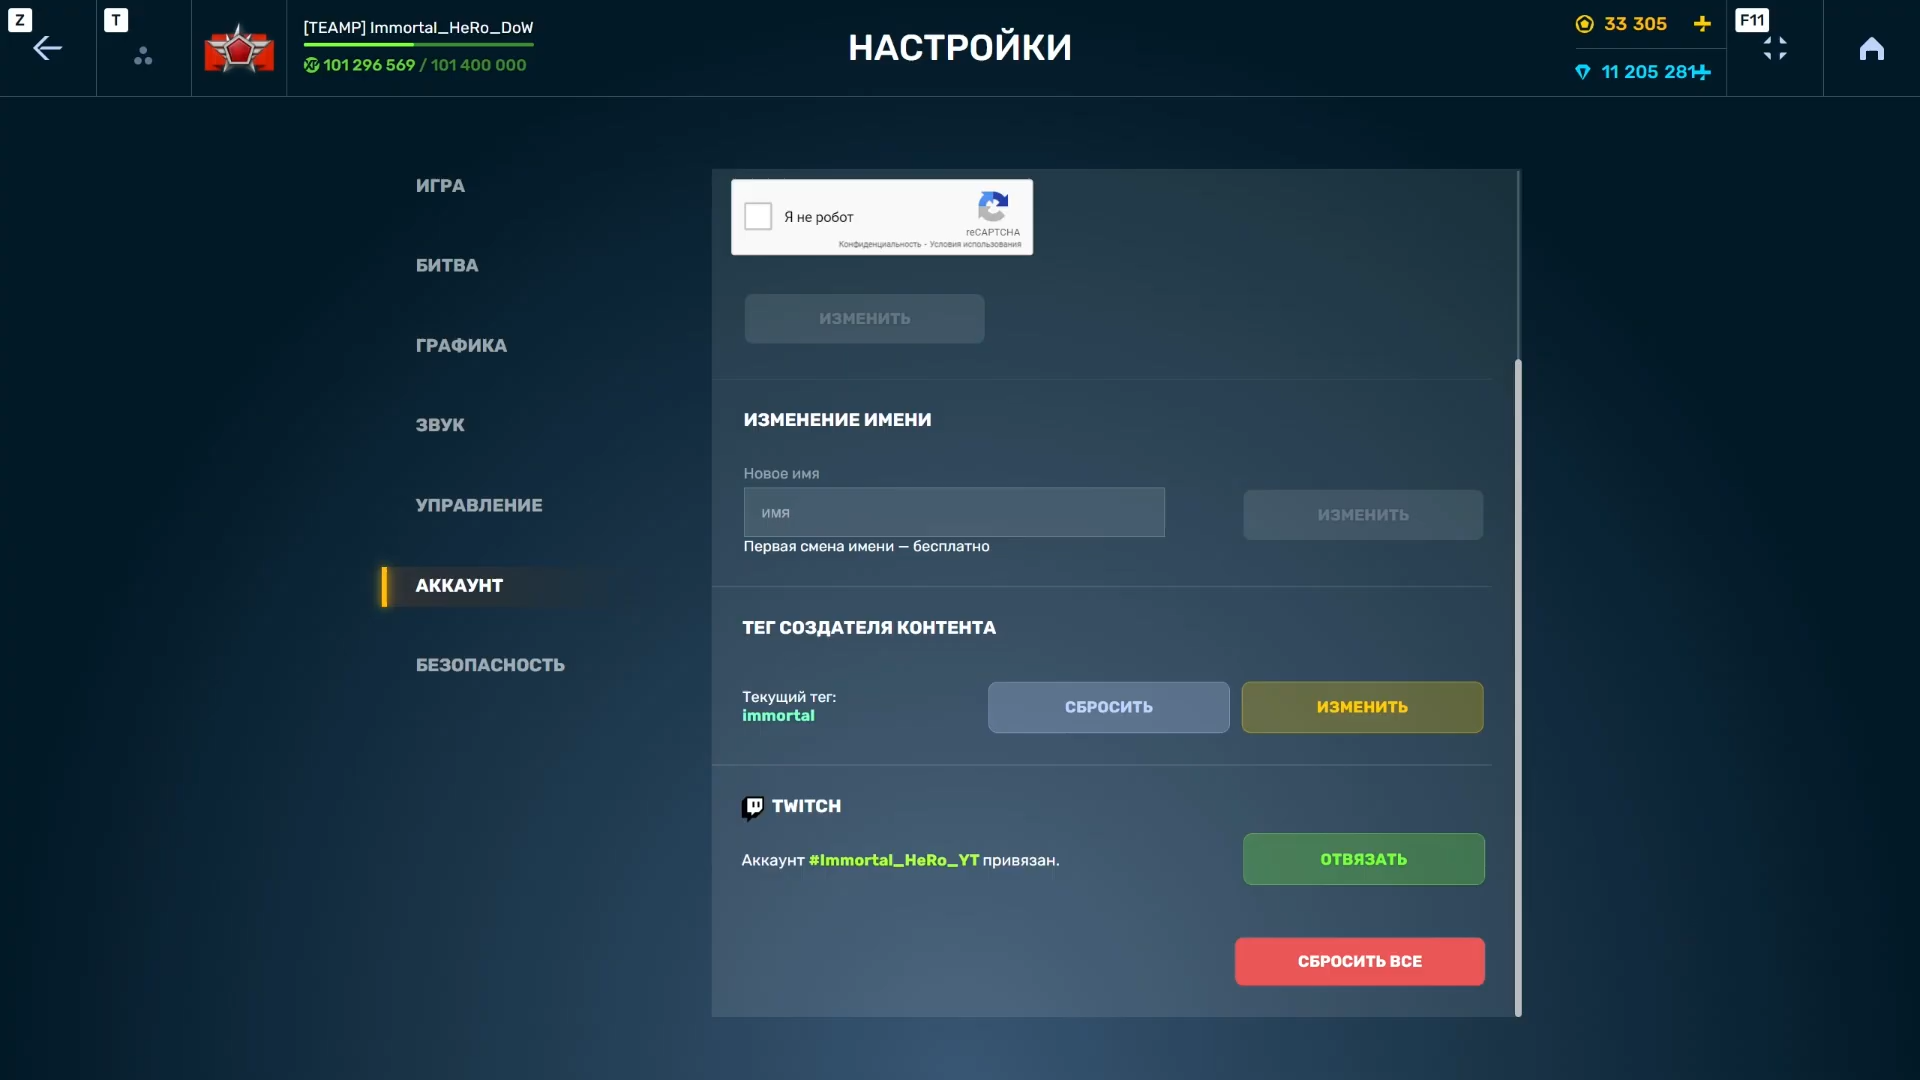 Z
T
[TEAMP] Immortal_HeRo_DoW
XP 101 296 569 / 101 400 000
НАСТРОЙКИ
33 305
11 205 281
F11
ИГРА
БИТВА
ГРАФИКА
ЗВУК
УПРАВЛЕНИЕ
АККАУНТ
БЕЗОПАСНОСТЬ
Я не робот
reCAPTCHA
Конфиденциальность - Условия использования
ИЗМЕНИТЬ
ИЗМЕНЕНИЕ ИМЕНИ
Новое имя
имя
ИЗМЕНИТЬ
Первая смена имени — бесплатно
ТЕГ СОЗДАТЕЛЯ КОНТЕНТА
Текущий тег:
immortal
СБРОСИТЬ
ИЗМЕНИТЬ
TWITCH
Аккаунт #Immortal_HeRo_YT привязан.
ОТВЯЗАТЬ
СБРОСИТЬ ВСЕ